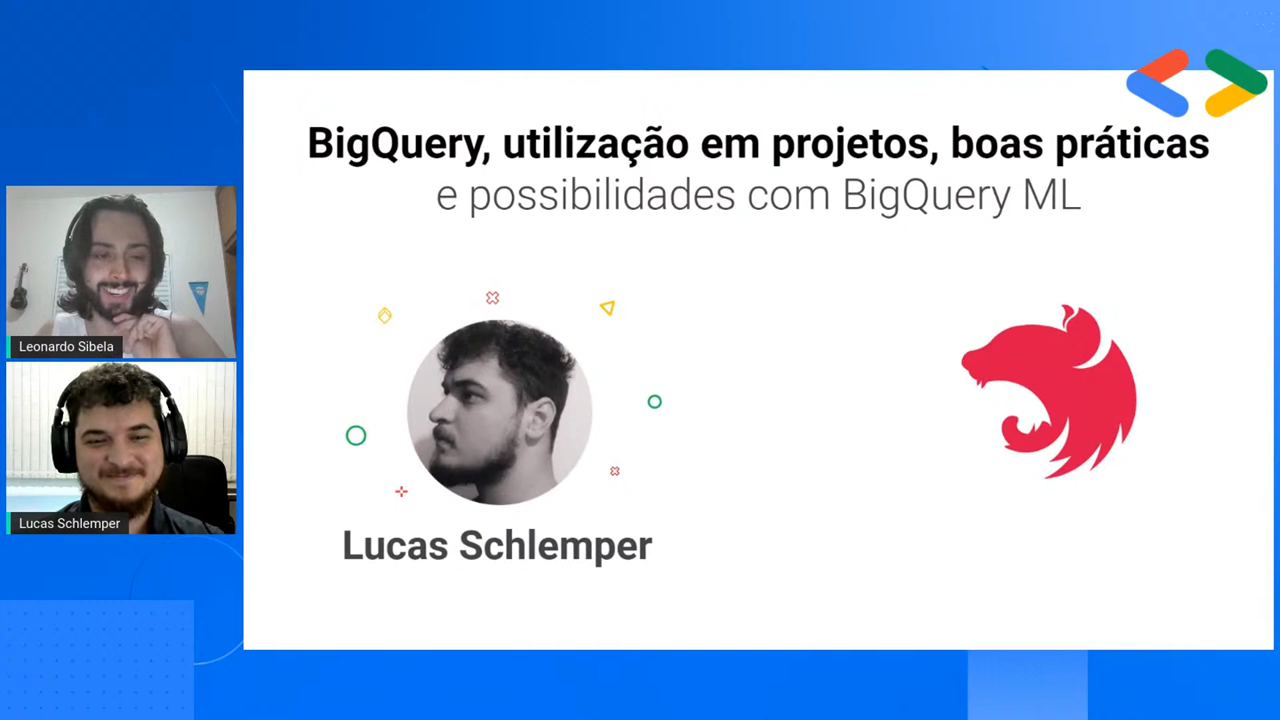 BigQuery, utilização em projetos, boas práticas
e possibilidades com BigQuery ML
Leonardo Sibela
Lucas Schlemper
Lucas Schlemper